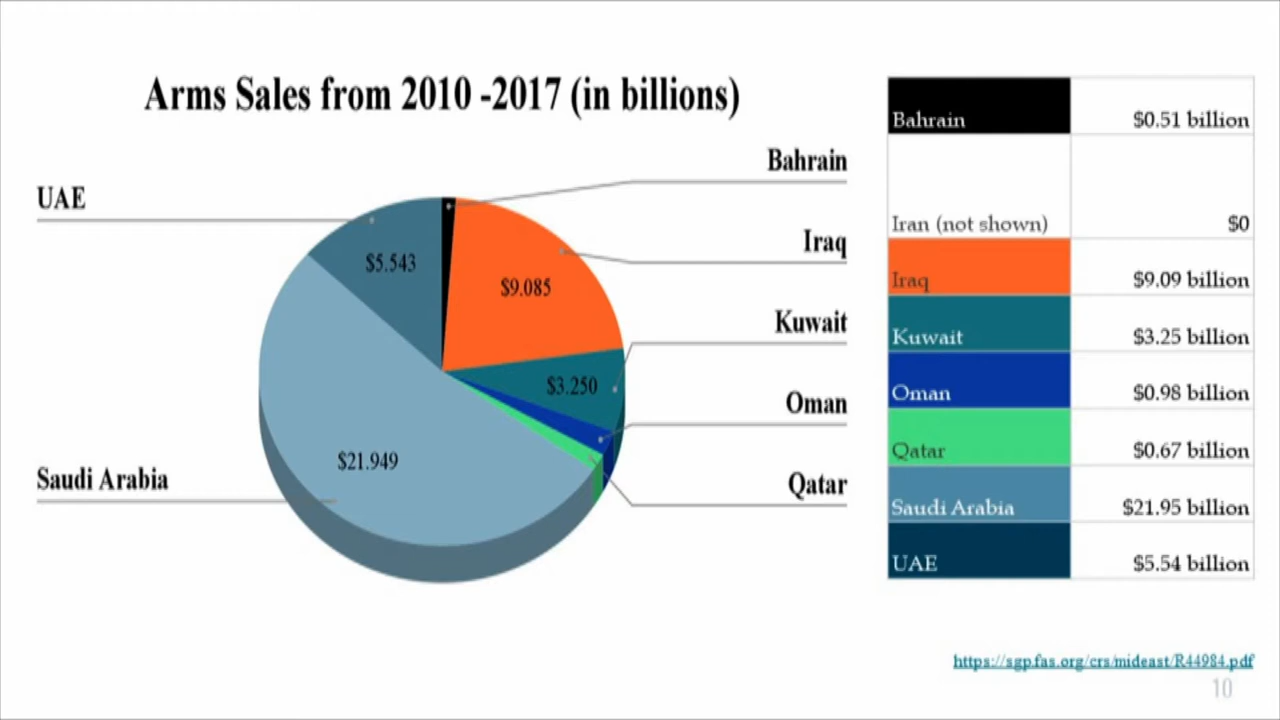 Arms Sales from 2010 -2017 (in billions)
UAE
Saudi Arabia
$5.543
$9.085
$3.250
$21.949
Bahrain
Iraq
Kuwait
Oman
Qatar
Bahrain $0.51 billion
Iran (not shown) $0
Iraq $9.09 billion
Kuwait $3.25 billion
Oman $0.98 billion
Qatar $0.67 billion
Saudi Arabia $21.95 billion
UAE $5.54 billion
https://sgp.fas.org/crs/mideast/R44984.pdf
10